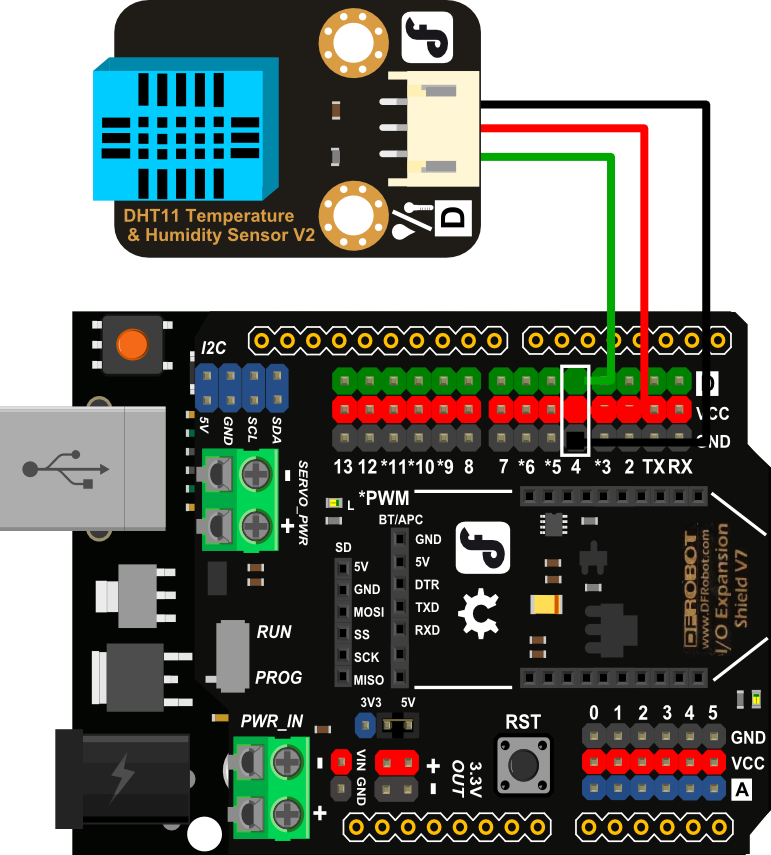 DHT11 Temperature
& Humidity Sensor V2
D
I2C
5V
GND
SCL
SDA
D
VCC
GND
13 12 *11 *10 *9 8 7 *6 *5 4 *3 2 TX RX
SERVO_PWR
-
+
L
*PWM
BT/APC
GND
5V
DTR
TXD
RXD
SD
5V
GND
MOSI
SS
SCK
MISO
DFROBOT
www.DFRobot.com
I/O Expansion
Shield V7
RUN
PROG
3V3 5V
PWR_IN
-
+
VIN
GND
+
-
3.3V
OUT
RST
0 1 2 3 4 5
GND
VCC
A